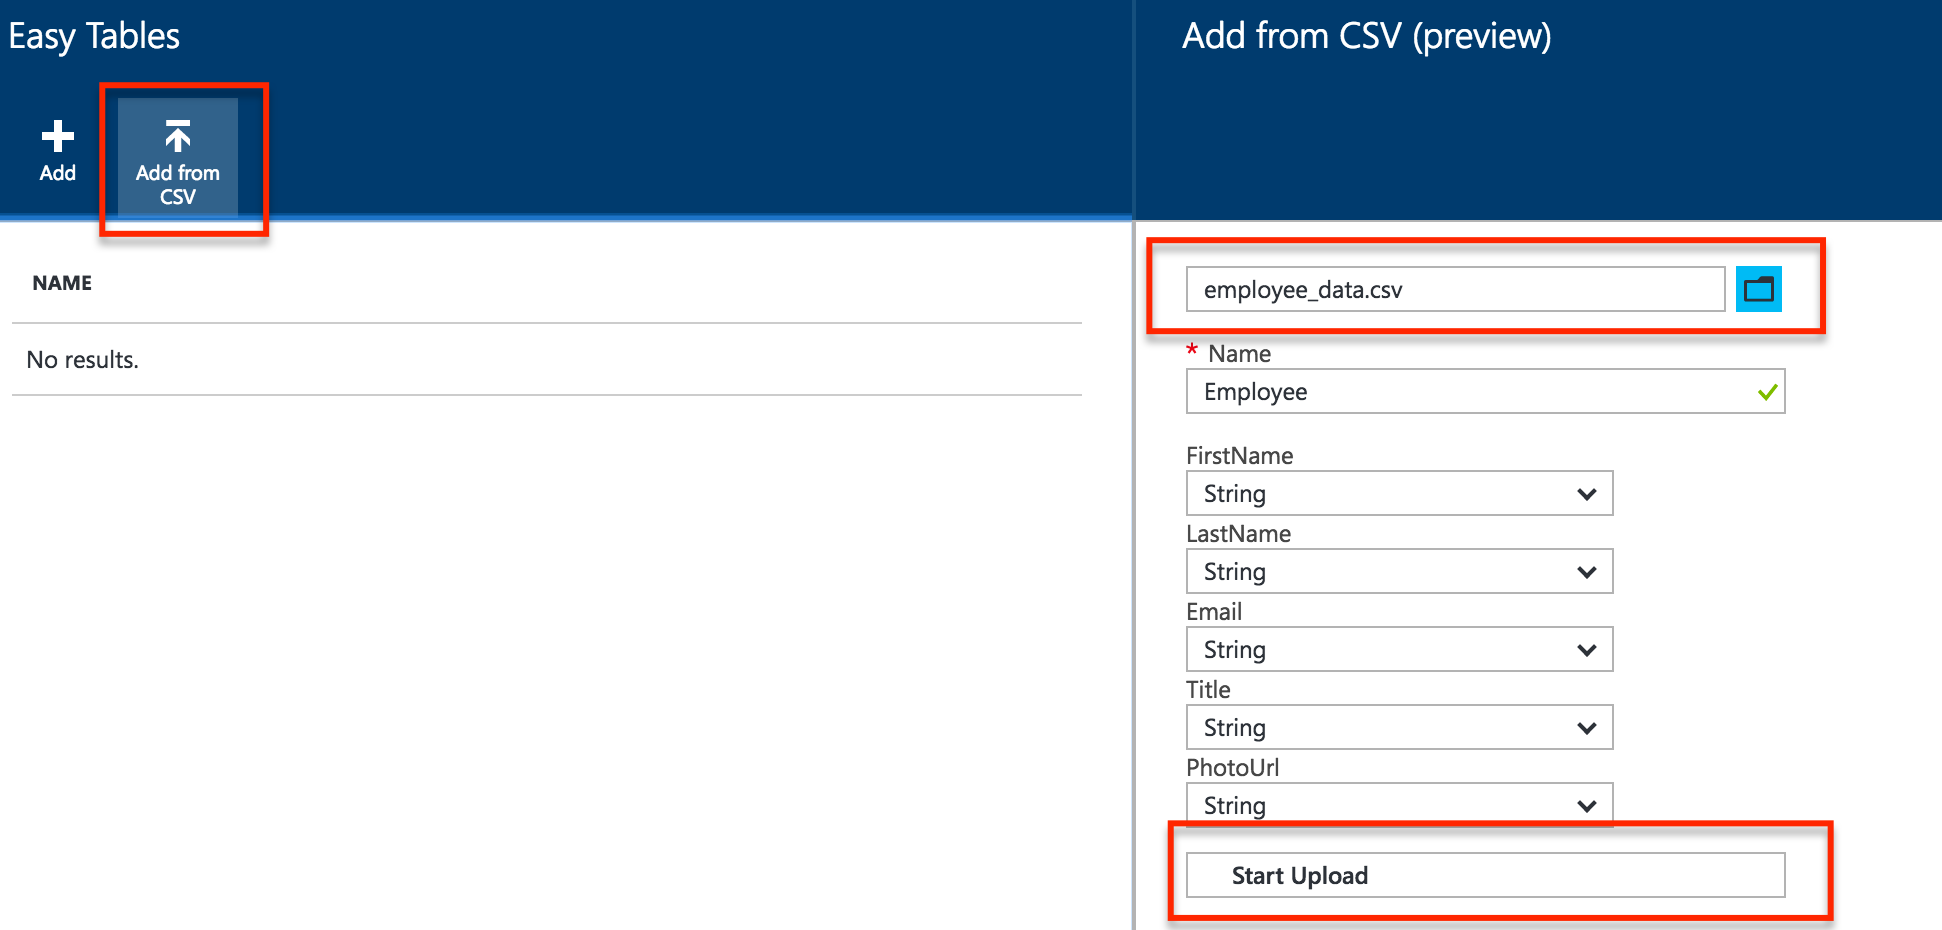 Easy Tables
Add
Add from
CSV
NAME
No results.
Add from CSV (preview)
employee_data.csv
* Name
Employee
FirstName
String
LastName
String
Email
String
Title
String
PhotoUrl
String
Start Upload